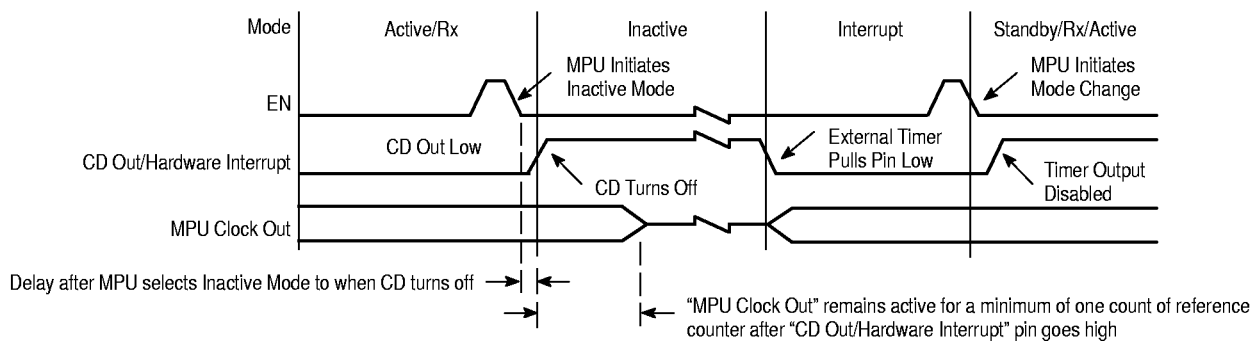 Mode
Active/Rx
Inactive
Interrupt
Standby/Rx/Active
EN
MPU Initiates
Inactive Mode
MPU Initiates
Mode Change
CD Out/Hardware Interrupt
CD Out Low
CD Turns Off
External Timer
Pulls Pin Low
Timer Output
Disabled
MPU Clock Out
Delay after MPU selects Inactive Mode to when CD turns off
“MPU Clock Out” remains active for a minimum of one count of reference
counter after “CD Out/Hardware Interrupt” pin goes high